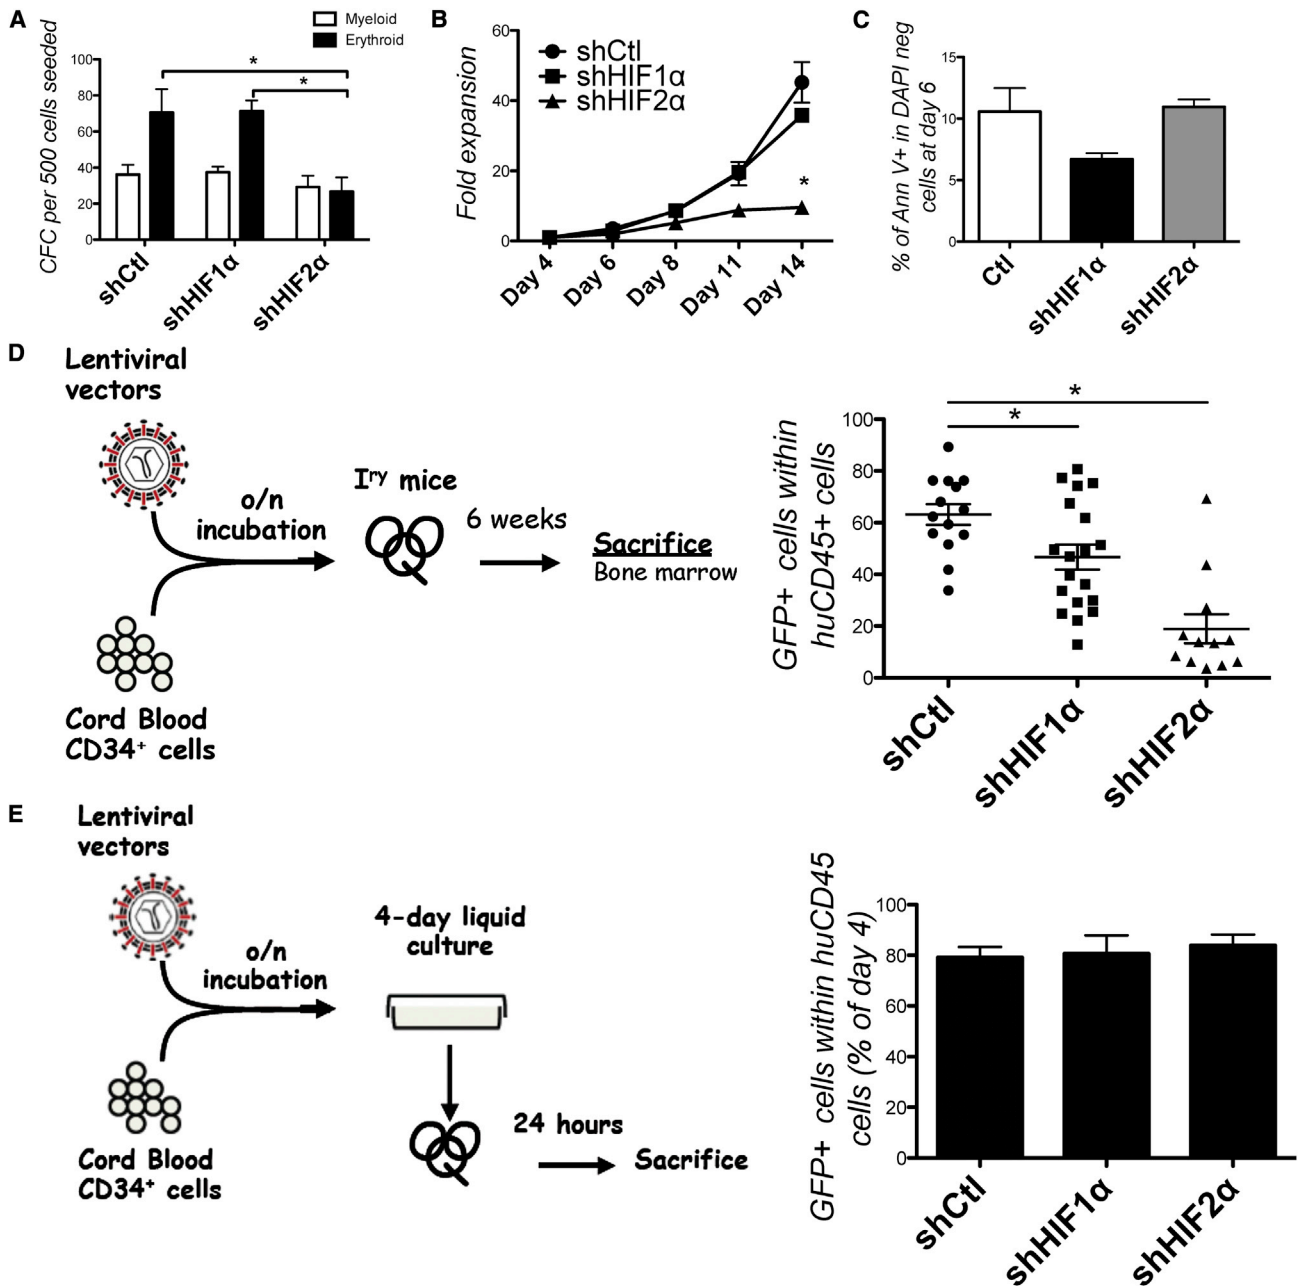 A
CFC per 500 cells seeded
Myeloid
Erythroid
100
80
60
40
20
0
*
*
shCtl
shHIF1α
shHIF2α
B
Fold expansion
60
40
20
0
shCtl
shHIF1α
shHIF2α
*
Day 4
Day 6
Day 8
Day 11
Day 14
C
% of Ann V+ in DAPI neg
cells at day 6
15
10
5
0
Ctl
shHIF1α
shHIF2α
D
Lentiviral
vectors
o/n
incubation
Cord Blood
CD34+ cells
Iry mice
6 weeks
Sacrifice
Bone marrow
GFP+ cells within
huCD45+ cells
100
80
60
40
20
0
*
*
shCtl
shHIF1α
shHIF2α
E
Lentiviral
vectors
o/n
incubation
Cord Blood
CD34+ cells
4-day liquid
culture
24 hours
Sacrifice
GFP+ cells within huCD45
cells (% of day 4)
100
80
60
40
20
0
shCtl
shHIF1α
shHIF2α